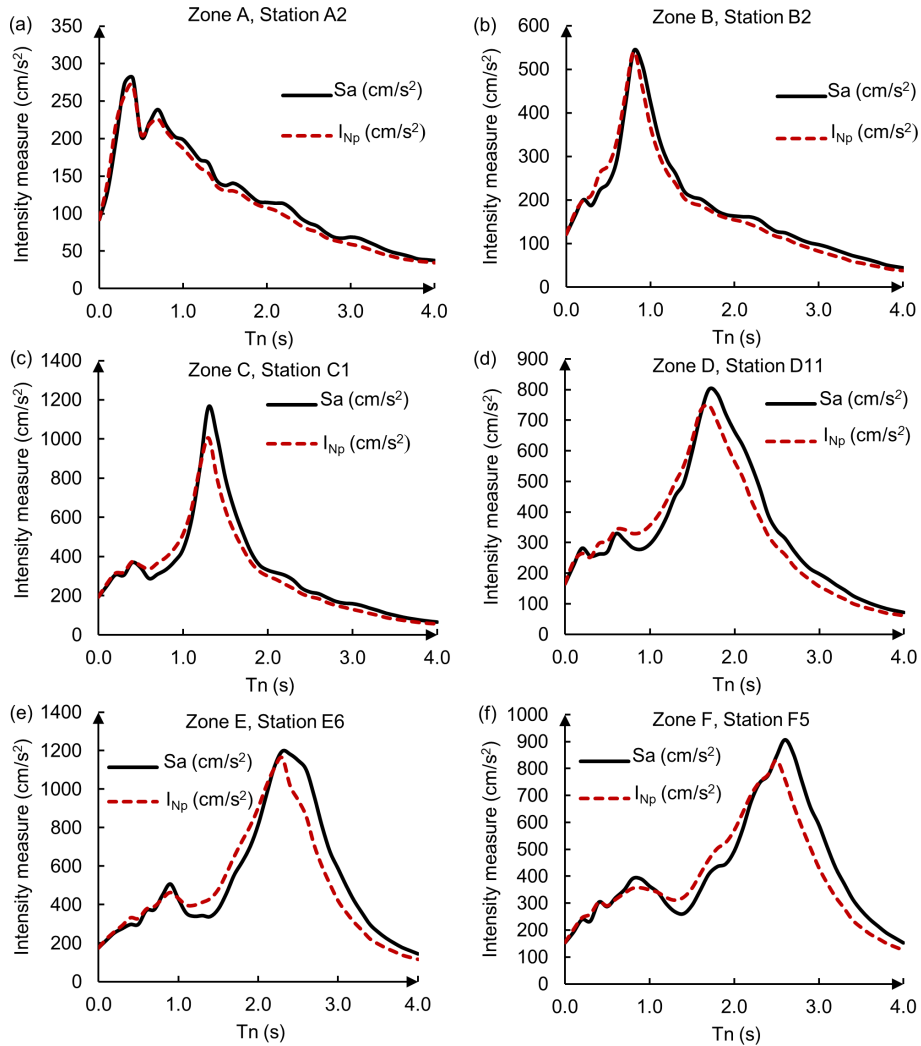 (a)
Zone A, Station A2
Intensity measure (cm/s²)
350
300
250
200
150
100
50
0
Sa (cm/s²)
I_Np (cm/s²)
0.0 1.0 2.0 3.0 4.0
Tn (s)
(b)
Zone B, Station B2
Intensity measure (cm/s²)
600
500
400
300
200
100
0
Sa (cm/s²)
I_Np (cm/s²)
0.0 1.0 2.0 3.0 4.0
Tn (s)
(c)
Zone C, Station C1
Intensity measure (cm/s²)
1400
1200
1000
800
600
400
200
0
Sa (cm/s²)
I_Np (cm/s²)
0.0 1.0 2.0 3.0 4.0
Tn (s)
(d)
Zone D, Station D11
Intensity measure (cm/s²)
900
800
700
600
500
400
300
200
100
0
Sa (cm/s²)
I_Np (cm/s²)
0.0 1.0 2.0 3.0 4.0
Tn (s)
(e)
Zone E, Station E6
Intensity measure (cm/s²)
1400
1200
1000
800
600
400
200
0
Sa (cm/s²)
I_Np (cm/s²)
0.0 1.0 2.0 3.0 4.0
Tn (s)
(f)
Zone F, Station F5
Intensity measure (cm/s²)
1000
900
800
700
600
500
400
300
200
100
0
Sa (cm/s²)
I_Np (cm/s²)
0.0 1.0 2.0 3.0 4.0
Tn (s)